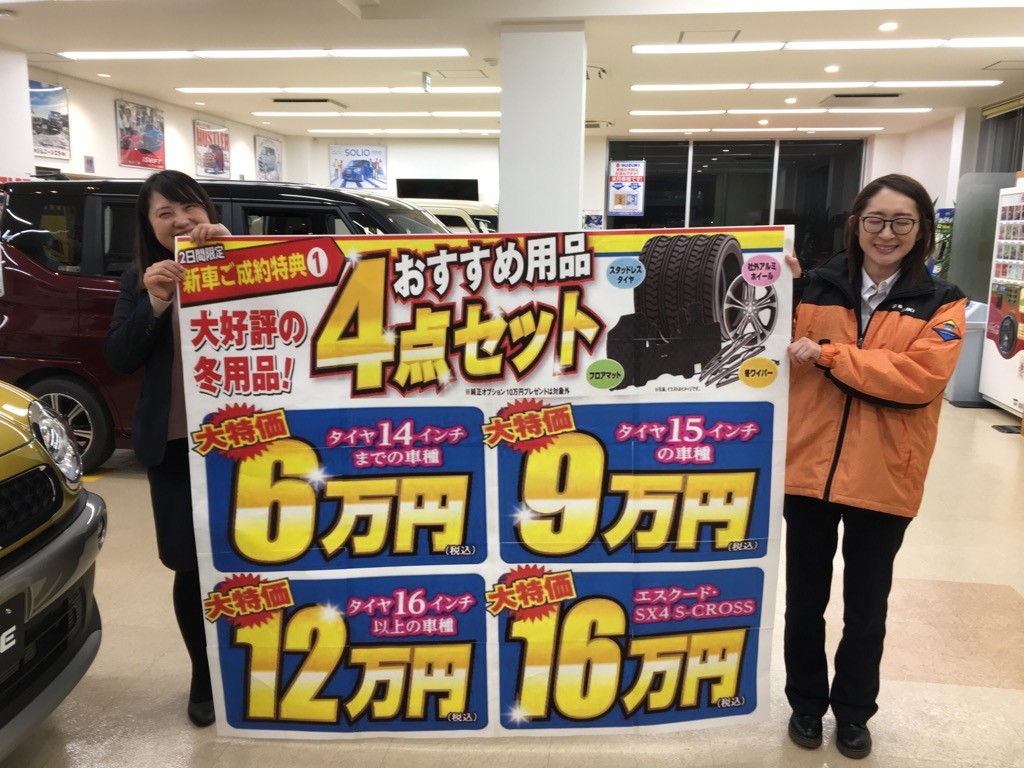 HUSTLER
SOLIO
SUZUKI
2日間限定
新車ご成約特典1
大好評の
冬用品!
おすすめ用品
4点セット
※純正オプション10万円プレゼントは対象外
スタッドレス
タイヤ
社外アルミ
ホイール
フロアマット
冬ワイパー
大特価
タイヤ14インチ
までの車種
6万円
(税込)
大特価
タイヤ15インチ
の車種
9万円
(税込)
大特価
タイヤ16インチ
以上の車種
12万円
(税込)
大特価
エスクード・
SX4 S-CROSS
16万円
(税込)